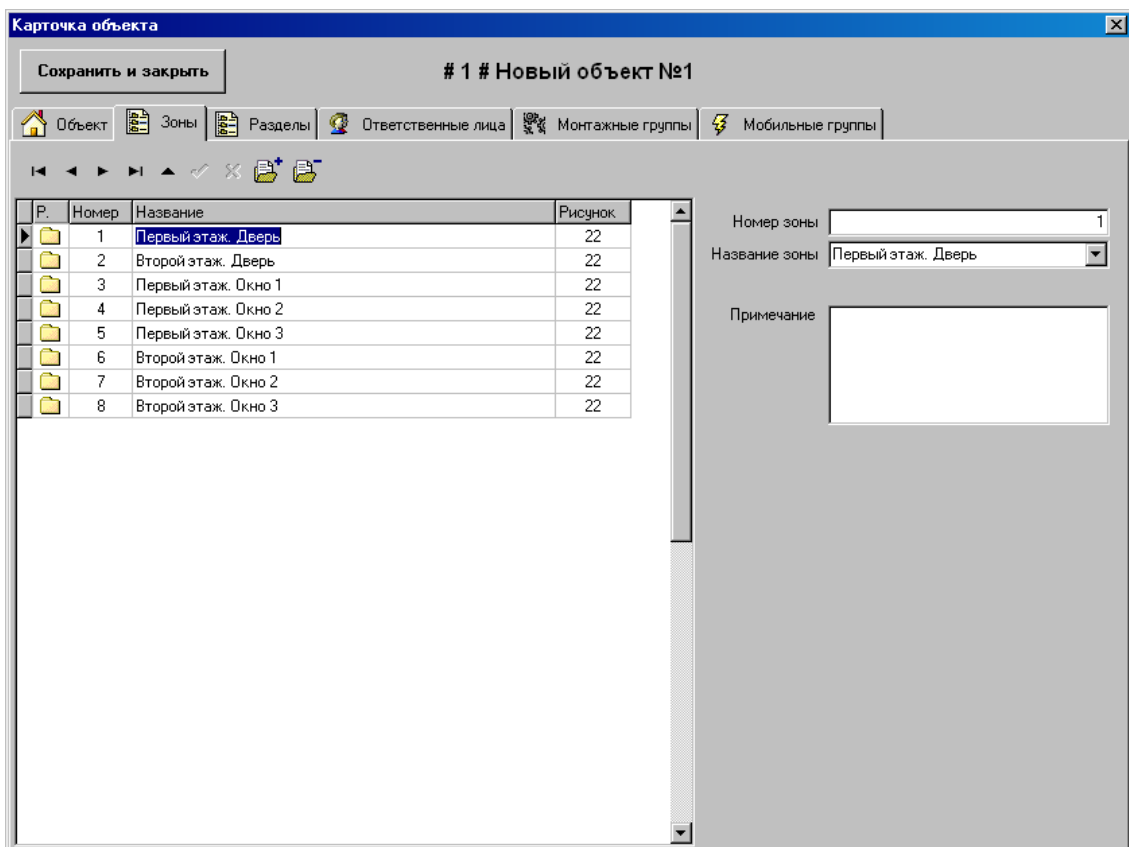 Карточка объекта
Сохранить и закрыть
# 1 # Новый объект №1
Объект Зоны Разделы Ответственные лица Монтажные группы Мобильные группы
Р. Номер Название Рисунок
1 Первый этаж. Дверь 22
2 Второй этаж. Дверь 22
3 Первый этаж. Окно 1 22
4 Первый этаж. Окно 2 22
5 Первый этаж. Окно 3 22
6 Второй этаж. Окно 1 22
7 Второй этаж. Окно 2 22
8 Второй этаж. Окно 3 22
Номер зоны 1
Название зоны Первый этаж. Дверь
Примечание